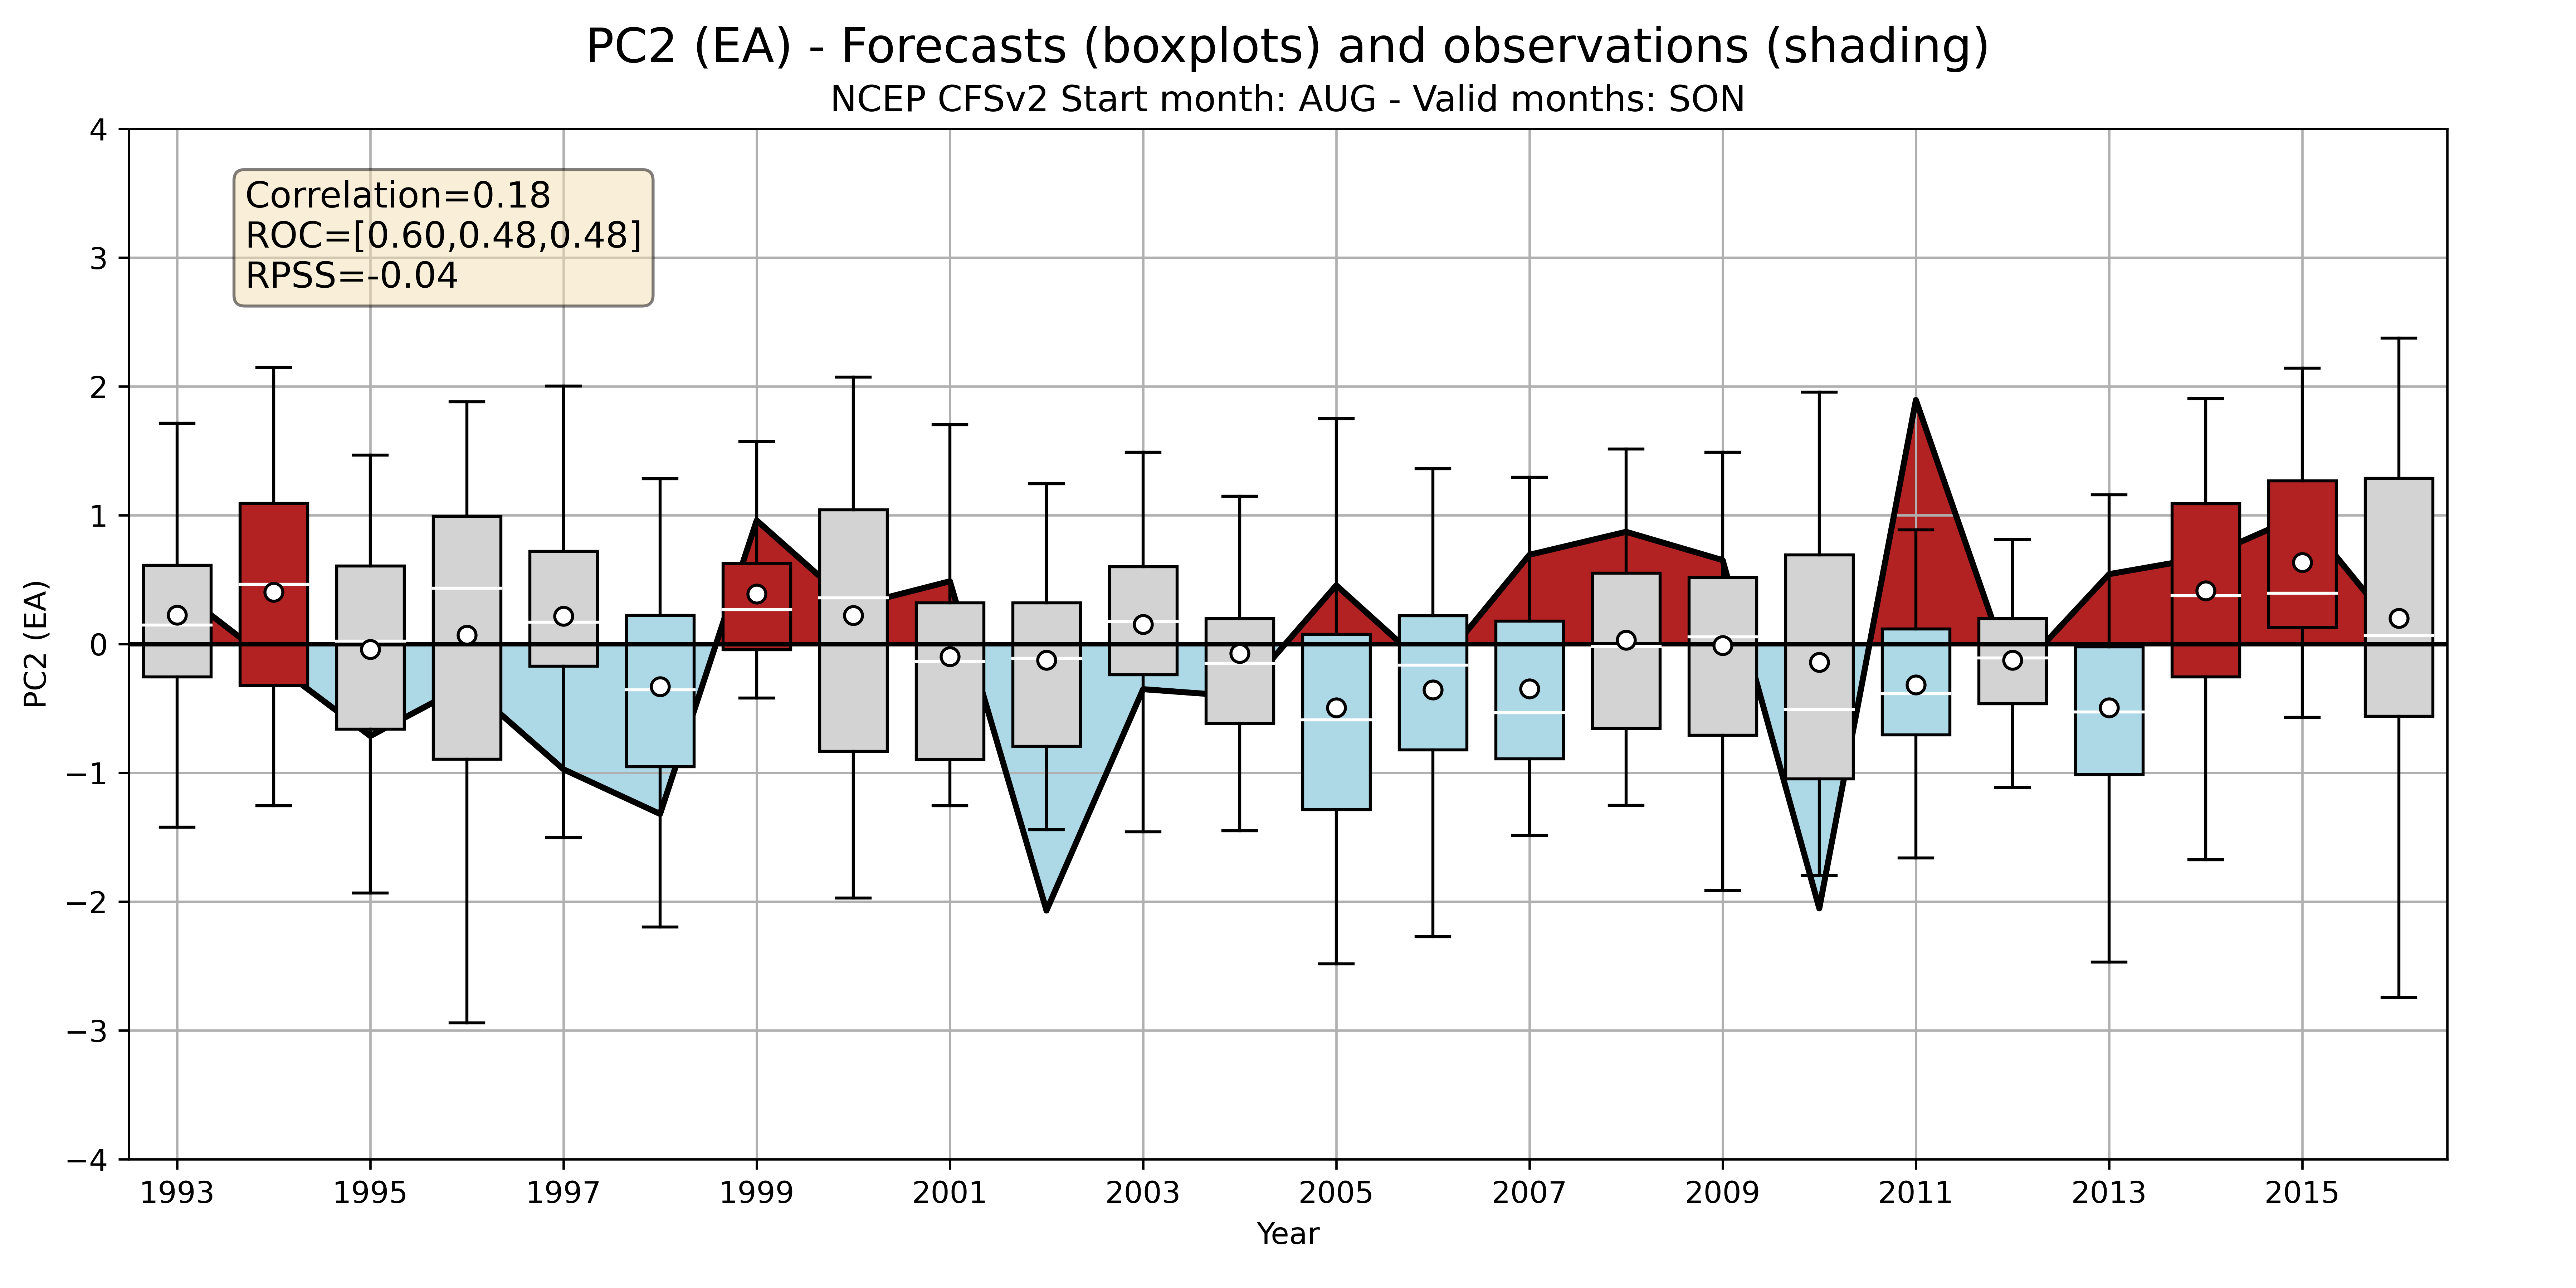 PC2 (EA) - Forecasts (boxplots) and observations (shading)
NCEP CFSv2 Start month: AUG - Valid months: SON
Correlation=0.18
ROC=[0.60,0.48,0.48]
RPSS=-0.04
PC2 (EA)
4
3
2
1
0
−1
−2
−3
−4
1993 1995 1997 1999 2001 2003 2005 2007 2009 2011 2013 2015
Year